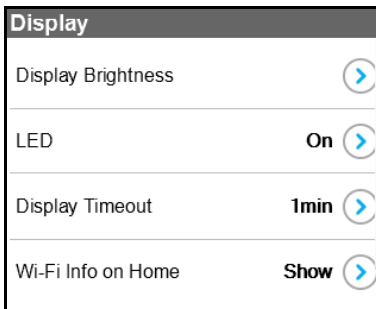 Display
Display Brightness
LED On
Display Timeout 1min
Wi-Fi Info on Home Show